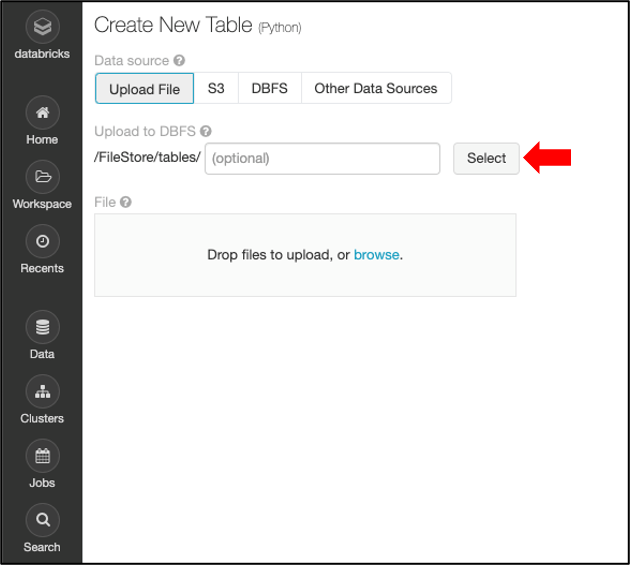 databricks
Home
Workspace
Recents
Data
Clusters
Jobs
Search
Create New Table (Python)
Data source ?
Upload File S3 DBFS Other Data Sources
Upload to DBFS ?
/FileStore/tables/ (optional) Select
File ?
Drop files to upload, or browse.